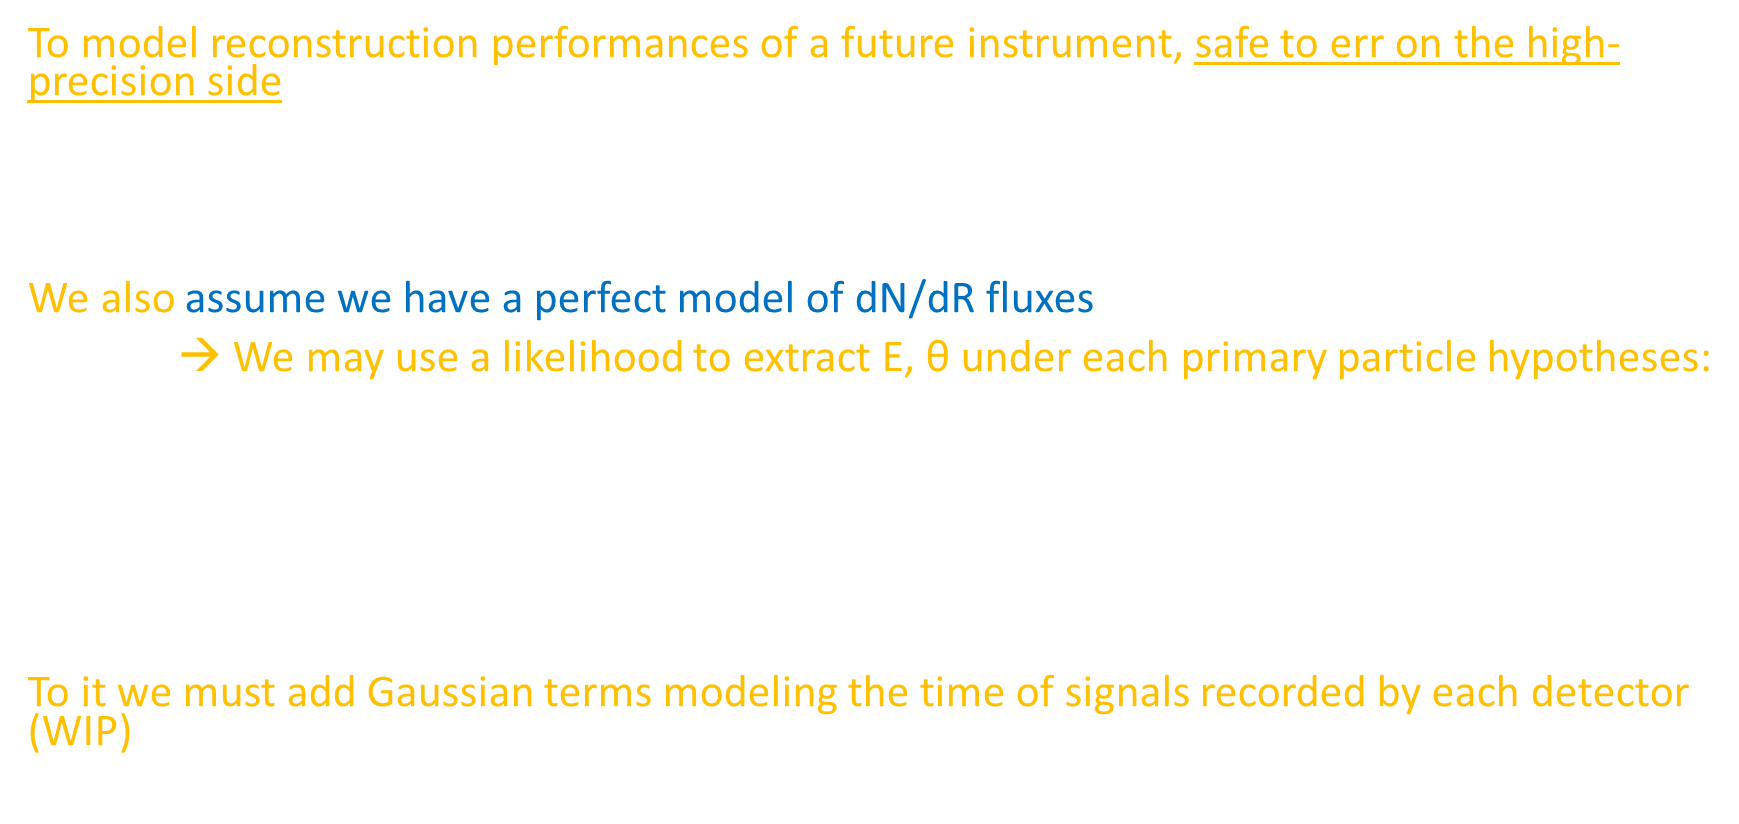 To model reconstruction performances of a future instrument, safe to err on the high-
precision side
We also assume we have a perfect model of dN/dR fluxes
→ We may use a likelihood to extract E, θ under each primary particle hypotheses:
To it we must add Gaussian terms modeling the time of signals recorded by each detector
(WIP)